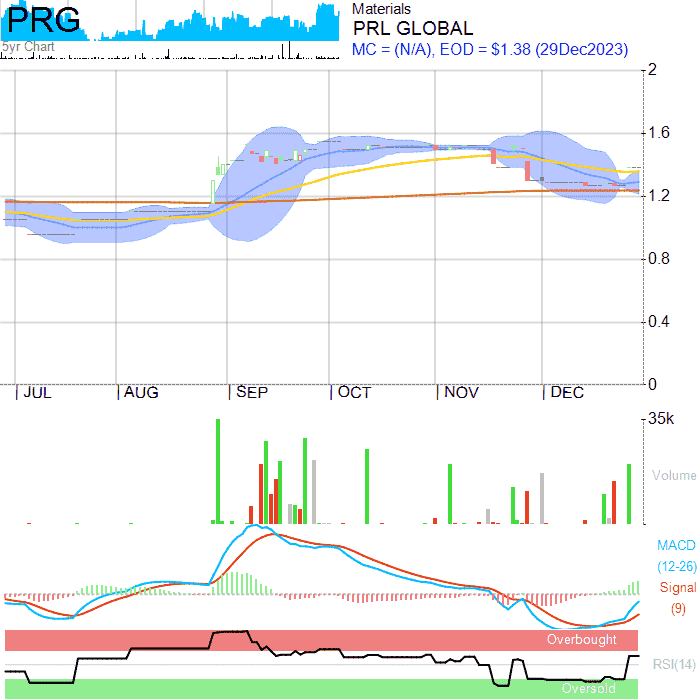 PRG
5yr Chart
Materials
PRL GLOBAL
MC = (N/A), EOD = $1.38 (29Dec2023)
2
1.6
1.2
0.8
0.4
0
JUL AUG SEP OCT NOV DEC
35k
Volume
MACD
(12-26)
Signal
(9)
Overbought
RSI(14)
Oversold